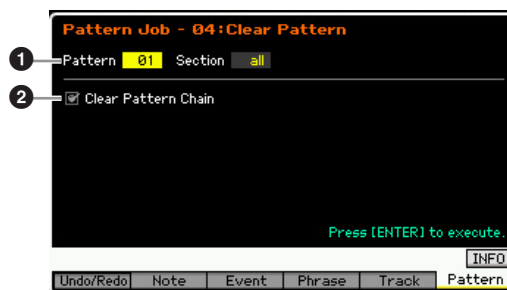 Pattern Job - 04:Clear Pattern
1 Pattern 01 Section all
2 Clear Pattern Chain
Press [ENTER] to execute.
INFO
Undo/Redo Note Event Phrase Track Pattern